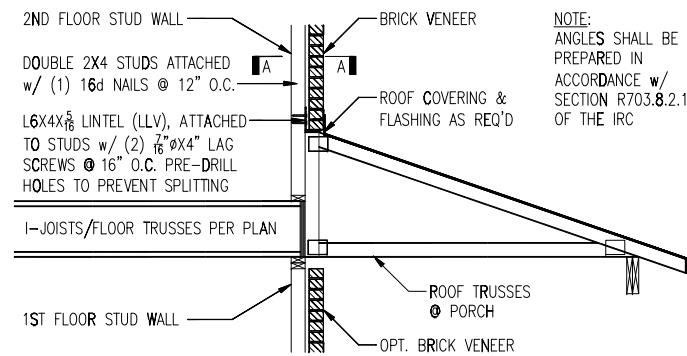 2ND FLOOR STUD WALL
BRICK VENEER
NOTE:
ANGLES SHALL BE
PREPARED IN
ACCORDANCE w/
SECTION R703.8.2.1
OF THE IRC
DOUBLE 2X4 STUDS ATTACHED
w/ (1) 16d NAILS @ 12" O.C.
A
A
ROOF COVERING &
FLASHING AS REQ'D
L6X4X5/16 LINTEL (LLV), ATTACHED
TO STUDS w/ (2) 7/16"øX4" LAG
SCREWS @ 16" O.C. PRE-DRILL
HOLES TO PREVENT SPLITTING
I-JOISTS/FLOOR TRUSSES PER PLAN
ROOF TRUSSES
@ PORCH
1ST FLOOR STUD WALL
OPT. BRICK VENEER